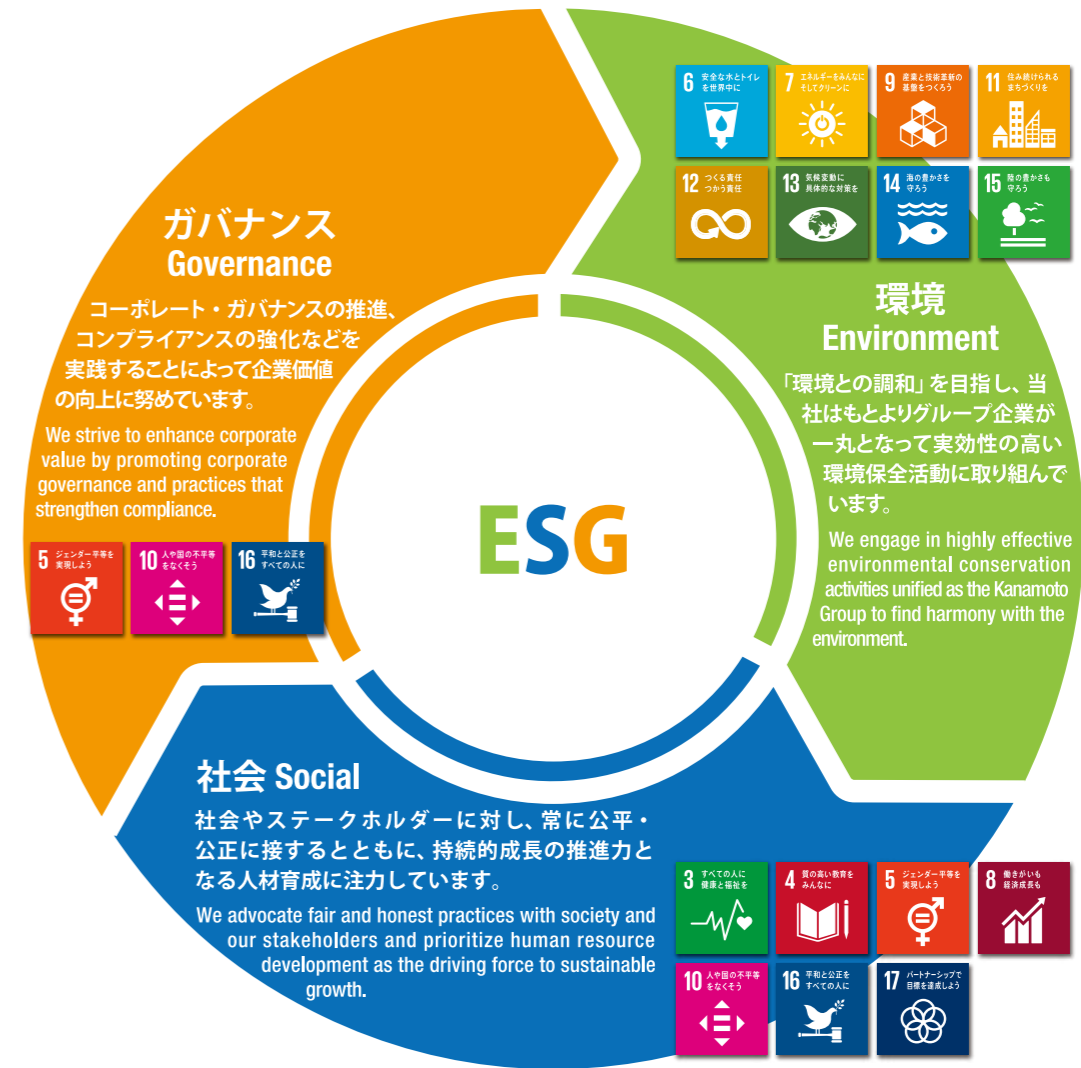 6 安全な水とトイレ
を世界中に
7 エネルギーをみんなに
そしてクリーンに
9 産業と技術革新の
基盤をつくろう
11 住み続けられる
まちづくりを
12 つくる責任
つかう責任
13 気候変動に
具体的な対策を
14 海の豊かさを
守ろう
15 陸の豊かさも
守ろう
環境
Environment
「環境との調和」を目指し、当
社はもとよりグループ企業が
一丸となって実効性の高い
環境保全活動に取り組んで
います。
We engage in highly effective
environmental conservation
activities unified as the Kanamoto
Group to find harmony with the
environment.
ガバナンス
Governance
コーポレート・ガバナンスの推進、
コンプライアンスの強化などを
実践することによって企業価値
の向上に努めています。
We strive to enhance corporate
value by promoting corporate
governance and practices that
strengthen compliance.
5 ジェンダー平等を
実現しよう
10 人や国の不平等
をなくそう
16 平和と公正を
すべての人に
ESG
社会 Social
社会やステークホルダーに対し、常に公平・
公正に接するとともに、持続的成長の推進力と
なる人材育成に注力しています。
We advocate fair and honest practices with society and
our stakeholders and prioritize human resource
development as the driving force to sustainable
growth.
3 すべての人に
健康と福祉を
4 質の高い教育を
みんなに
5 ジェンダー平等を
実現しよう
8 働きがいも
経済成長も
10 人や国の不平等
をなくそう
16 平和と公正を
すべての人に
17 パートナーシップで
目標を達成しよう